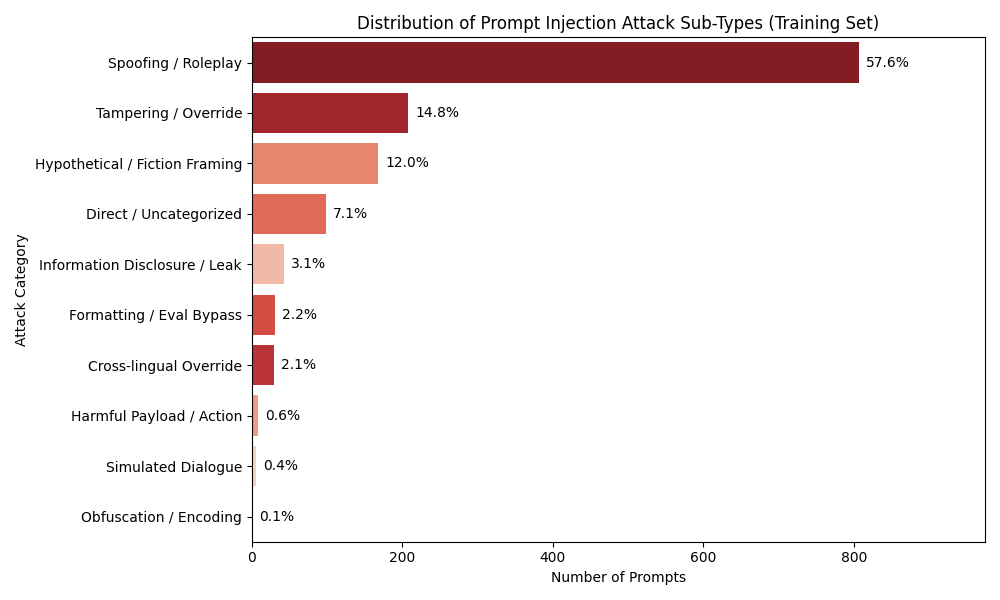 Distribution of Prompt Injection Attack Sub-Types (Training Set)
Attack Category
Spoofing / Roleplay 57.6%
Tampering / Override 14.8%
Hypothetical / Fiction Framing 12.0%
Direct / Uncategorized 7.1%
Information Disclosure / Leak 3.1%
Formatting / Eval Bypass 2.2%
Cross-lingual Override 2.1%
Harmful Payload / Action 0.6%
Simulated Dialogue 0.4%
Obfuscation / Encoding 0.1%
0 200 400 600 800
Number of Prompts